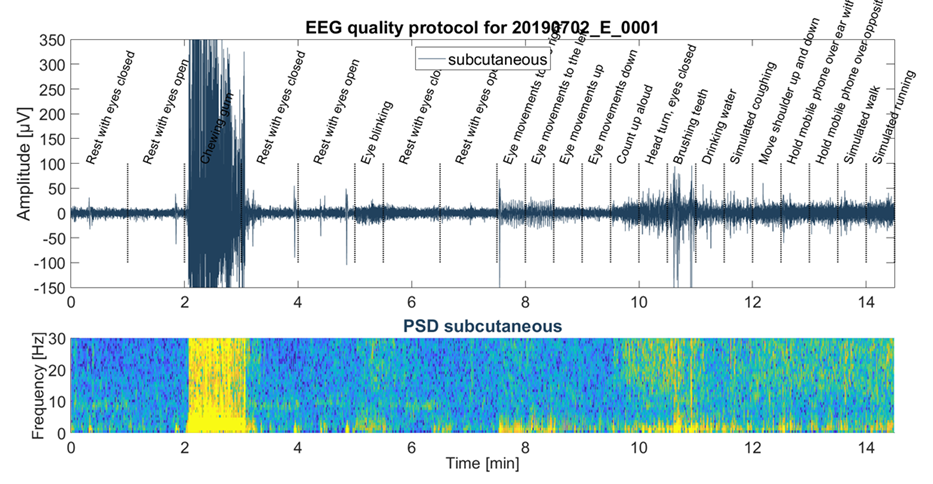 EEG quality protocol for 20190702_E_0001
subcutaneous
Amplitude [µV]
350
300
250
200
150
100
50
0
-50
-100
-150
Rest with eyes closed
Rest with eyes open
Chewing gum
Rest with eyes closed
Rest with eyes open
Eye blinking
Rest with eyes clo
Rest with eyes op
Eye movements to the right
Eye movements to the left
Eye movements up
Eye movements down
Count up aloud
Head turn, eyes closed
Brushing teeth
Drinking water
Simulated coughing
Move shoulder up and down
Hold mobile phone over ear with
Hold mobile phone over opposit
Simulated walk
Simulated running
0 2 4 6 8 10 12 14
PSD subcutaneous
Frequency [Hz]
30
20
10
0
0 2 4 6 8 10 12 14
Time [min]